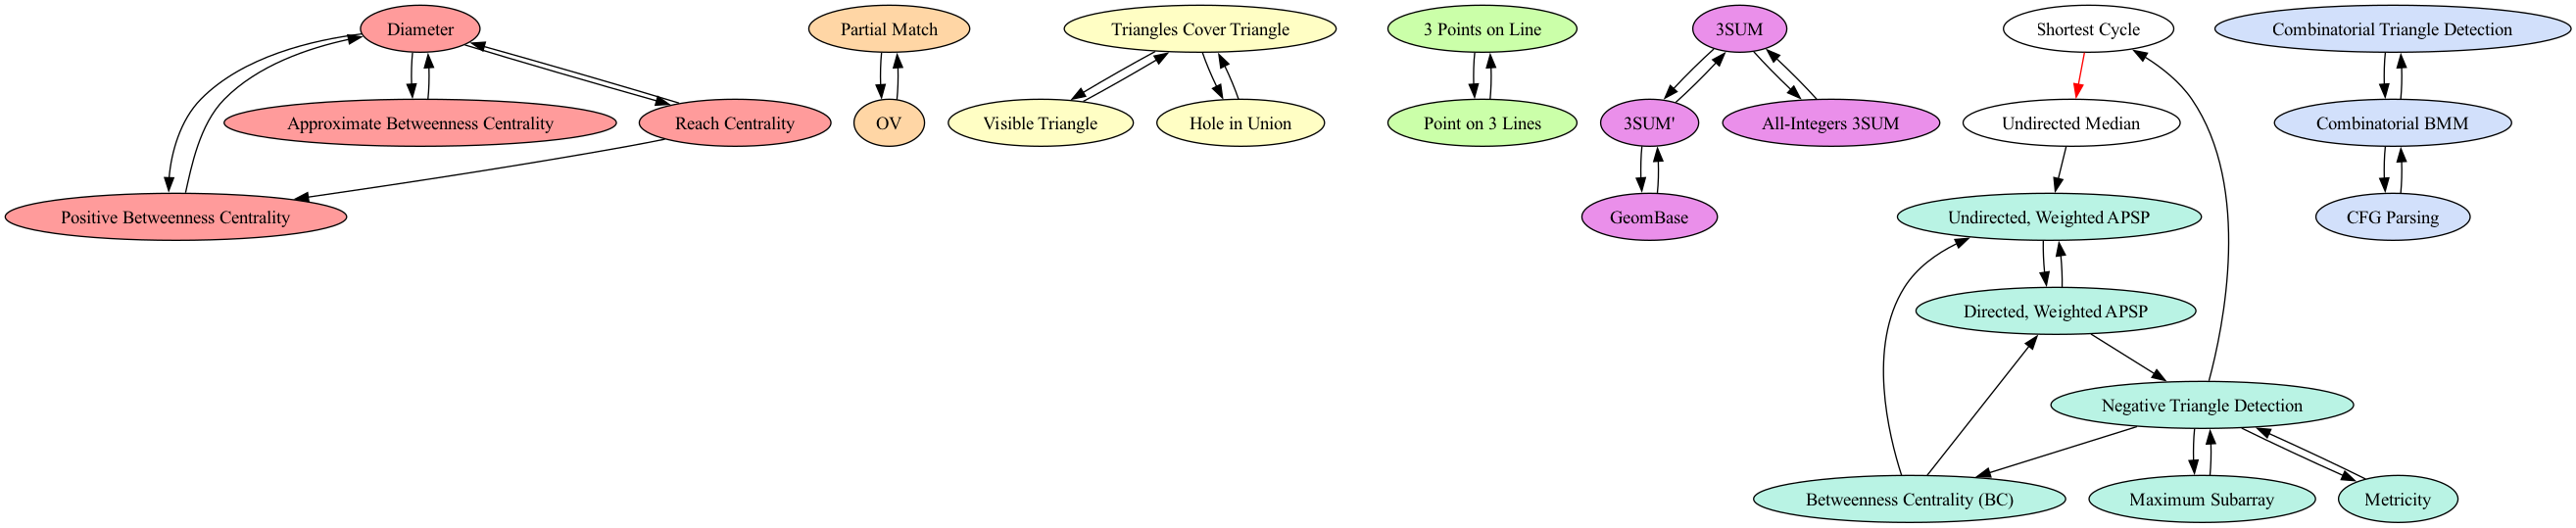 Diameter
Partial Match
Triangles Cover Triangle
3 Points on Line
3SUM
Shortest Cycle
Combinatorial Triangle Detection
Approximate Betweenness Centrality
Reach Centrality
OV
Visible Triangle
Hole in Union
Point on 3 Lines
3SUM'
All-Integers 3SUM
Undirected Median
Combinatorial BMM
Positive Betweenness Centrality
GeomBase
Undirected, Weighted APSP
CFG Parsing
Directed, Weighted APSP
Negative Triangle Detection
Betweenness Centrality (BC)
Maximum Subarray
Metricity